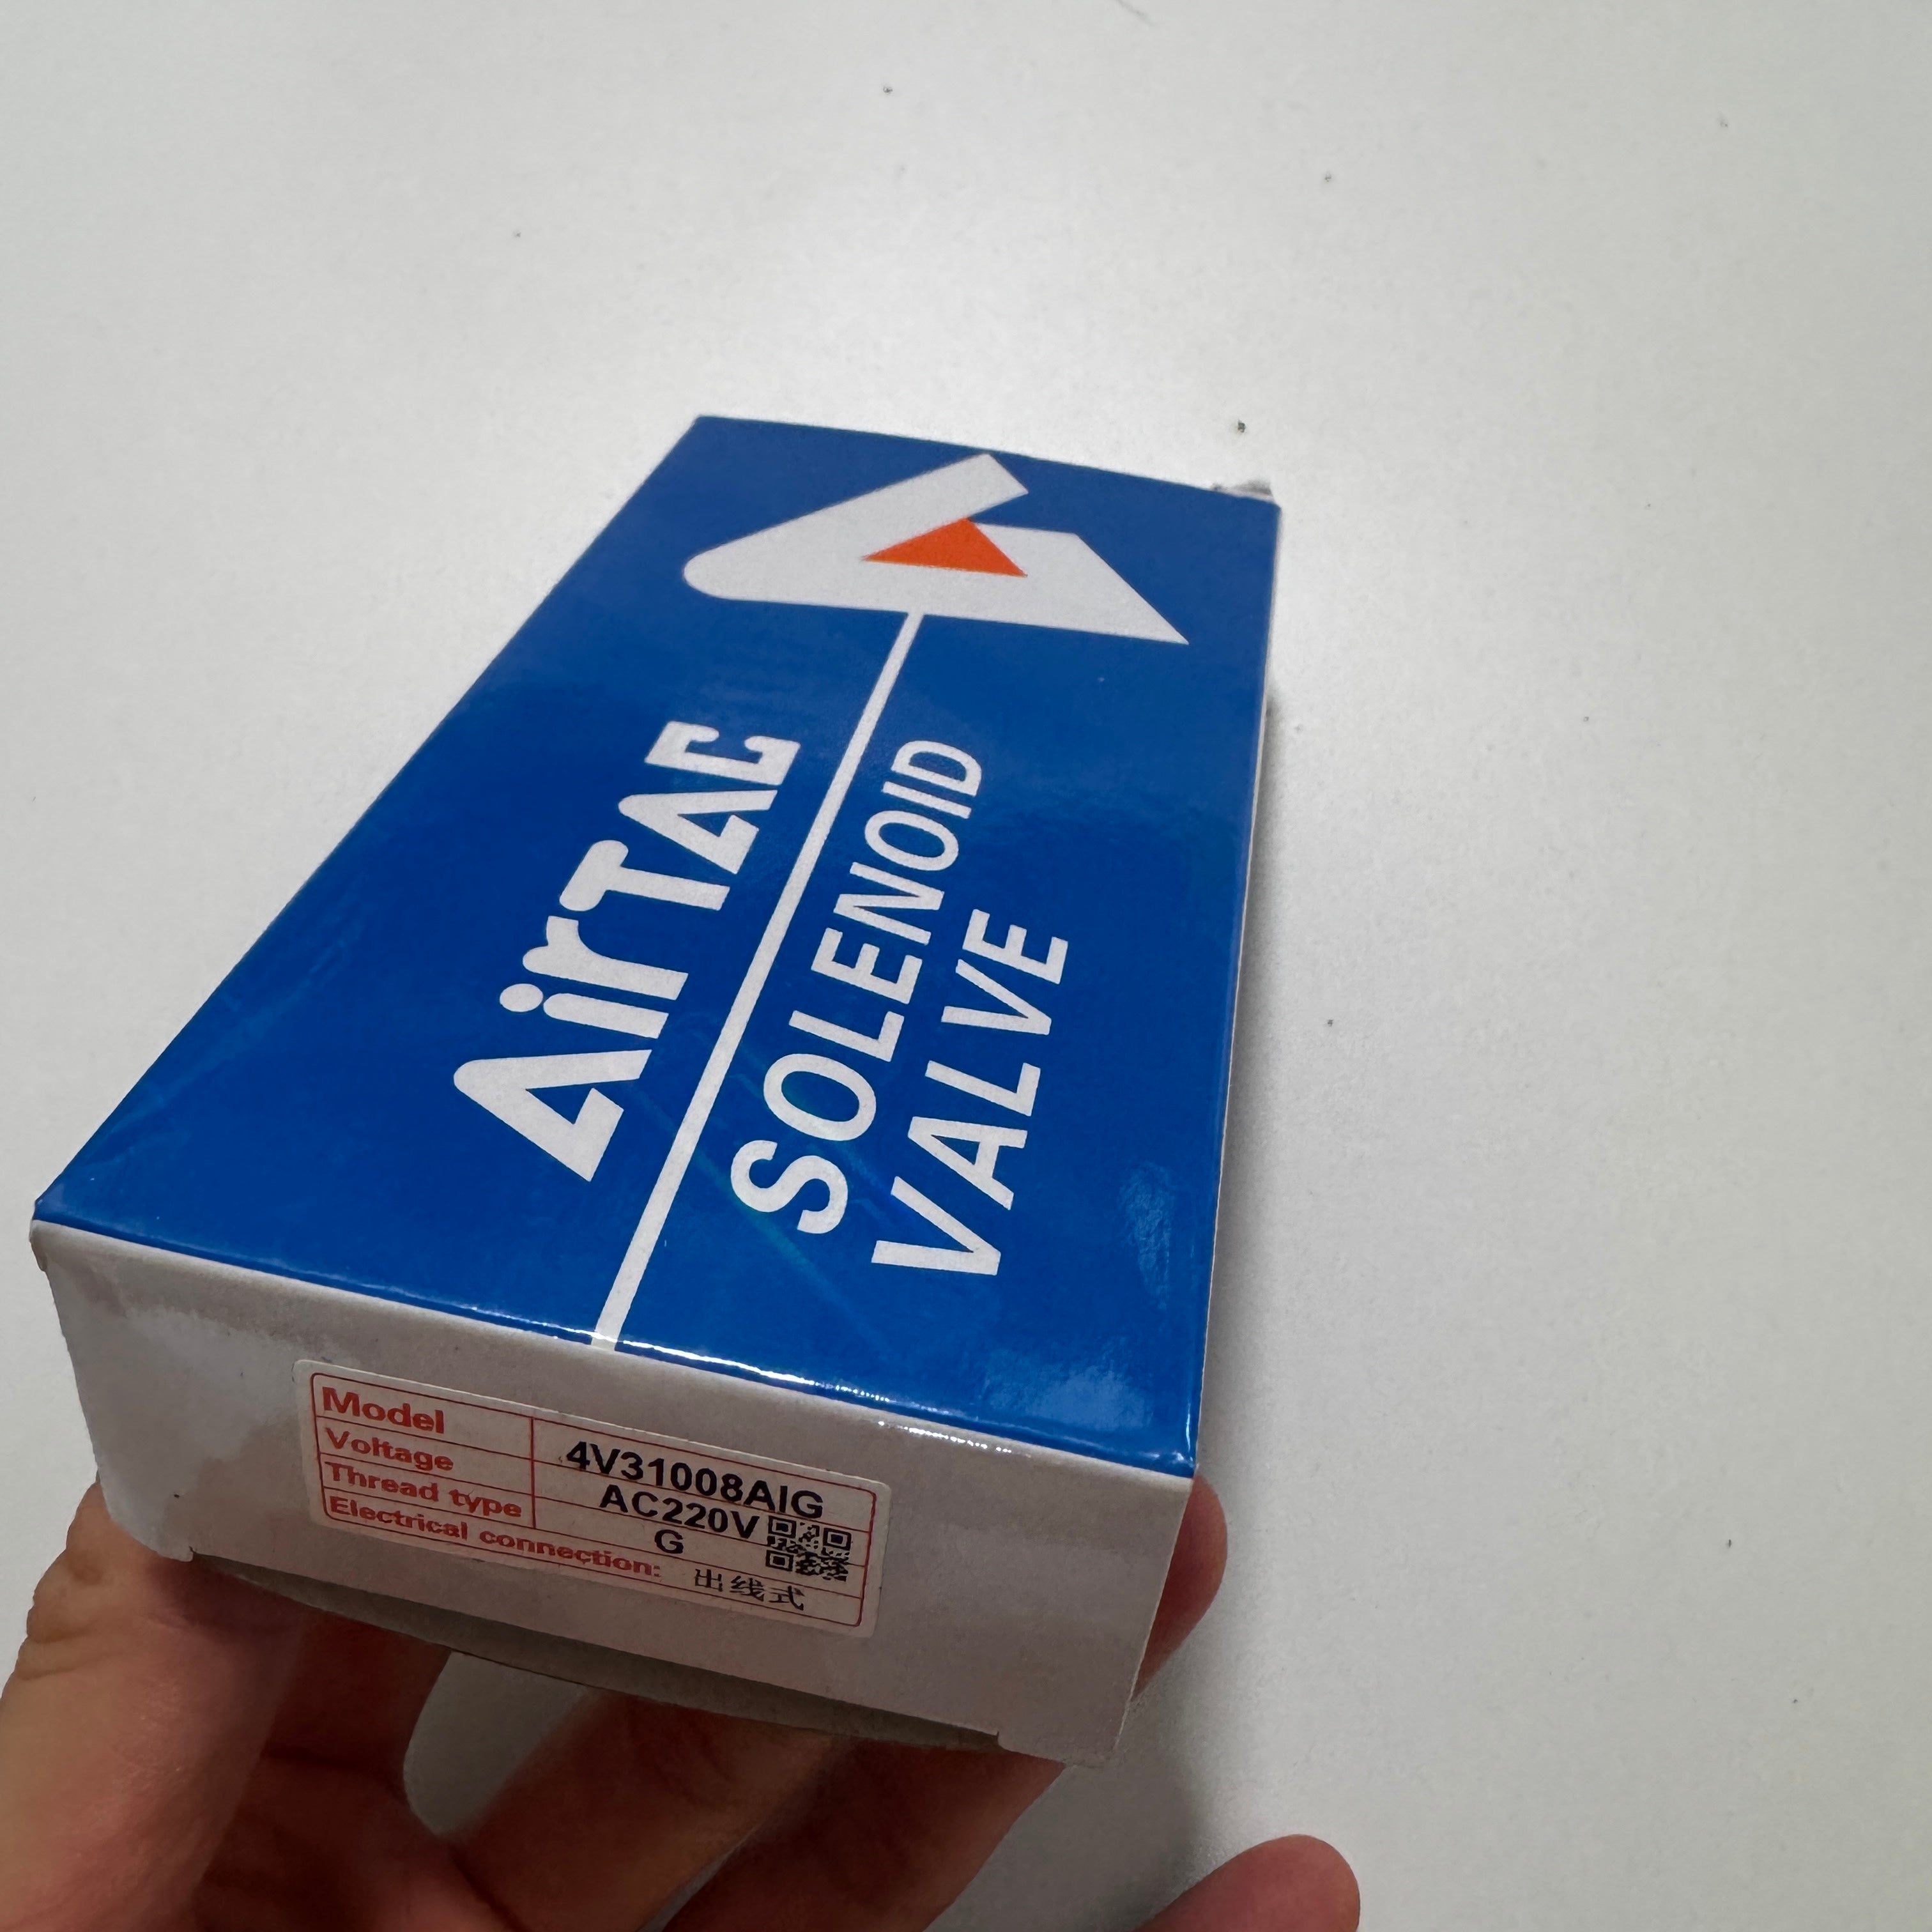 AirTAC
SOLENOID
VALVE
Model 4V31008AIG
Voltage AC220V
Thread type G
Electrical connection: 出线式